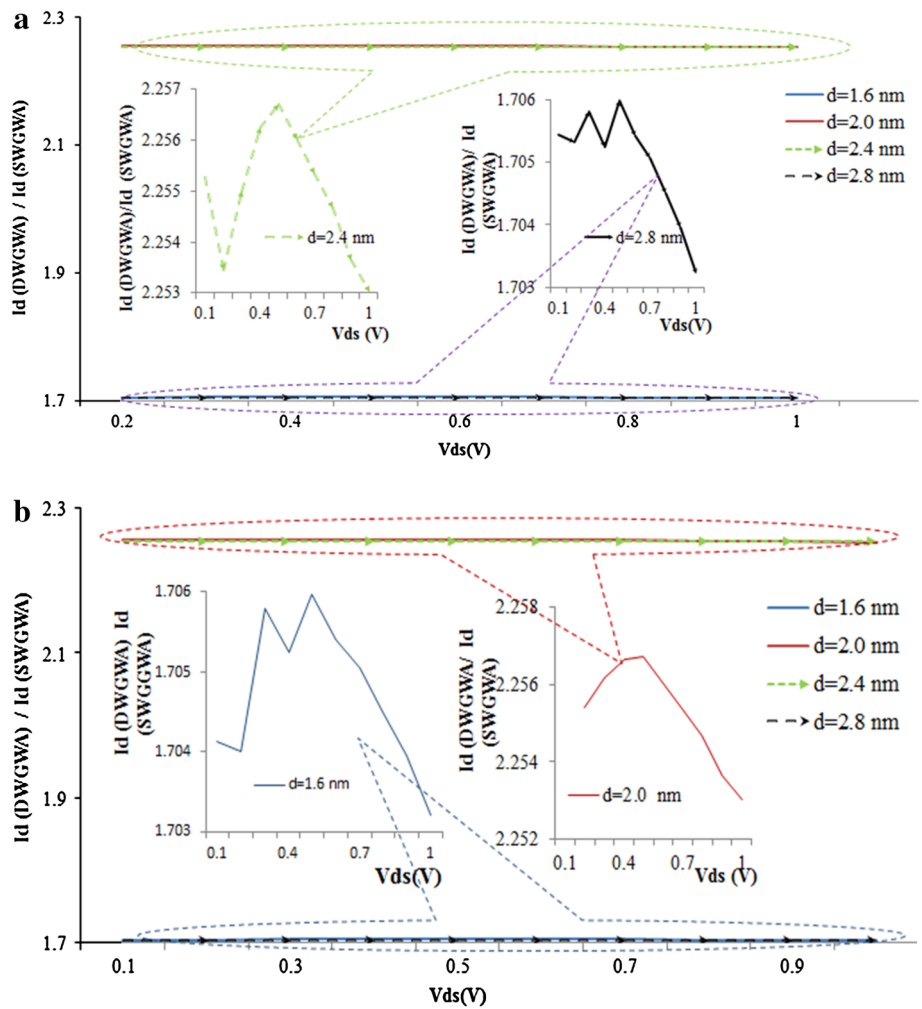 a
2.3
2.1
1.9
1.7
Id (DWGWA) / Id (SWGWA)
0.2
0.4
0.6
0.8
1
Vds(V)
2.257
2.256
2.255
2.254
2.253
Id (DWGWA)/Id (SWGWA)
d=2.4 nm
0.1
0.4
0.7
1
Vds (V)
1.706
1.705
1.704
1.703
Id (DWGWA)/ Id
(SWGWA)
d=2.8 nm
0.1
0.4
0.7
1
Vds(V)
d=1.6 nm
d=2.0 nm
d=2.4 nm
d=2.8 nm
b
2.3
2.1
1.9
1.7
Id (DWGWA) / Id (SWGWA)
0.1
0.3
0.5
0.7
0.9
Vds(V)
1.706
1.705
1.704
1.703
Id (DWGWA) Id
(SWGGWA)
d=1.6 nm
0.1
0.4
0.7
1
Vds(V)
2.258
2.256
2.254
2.252
Id (DWGWA/ Id
(SWGWA)
d=2.0 nm
0.1
0.4
0.7
1
Vds (V)
d=1.6 nm
d=2.0 nm
d=2.4 nm
d=2.8 nm